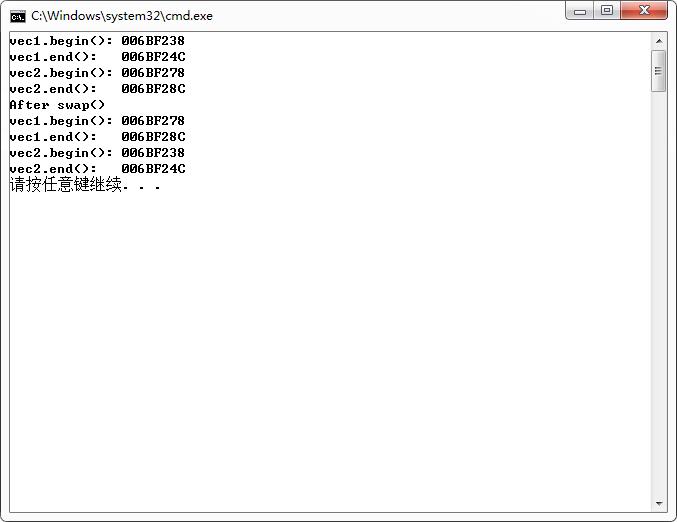 C:\Windows\system32\cmd.exe
vec1.begin(): 006BF238
vec1.end():   006BF24C
vec2.begin(): 006BF278
vec2.end():   006BF28C
After swap()
vec1.begin(): 006BF278
vec1.end():   006BF28C
vec2.begin(): 006BF238
vec2.end():   006BF24C
请按任意键继续. . .